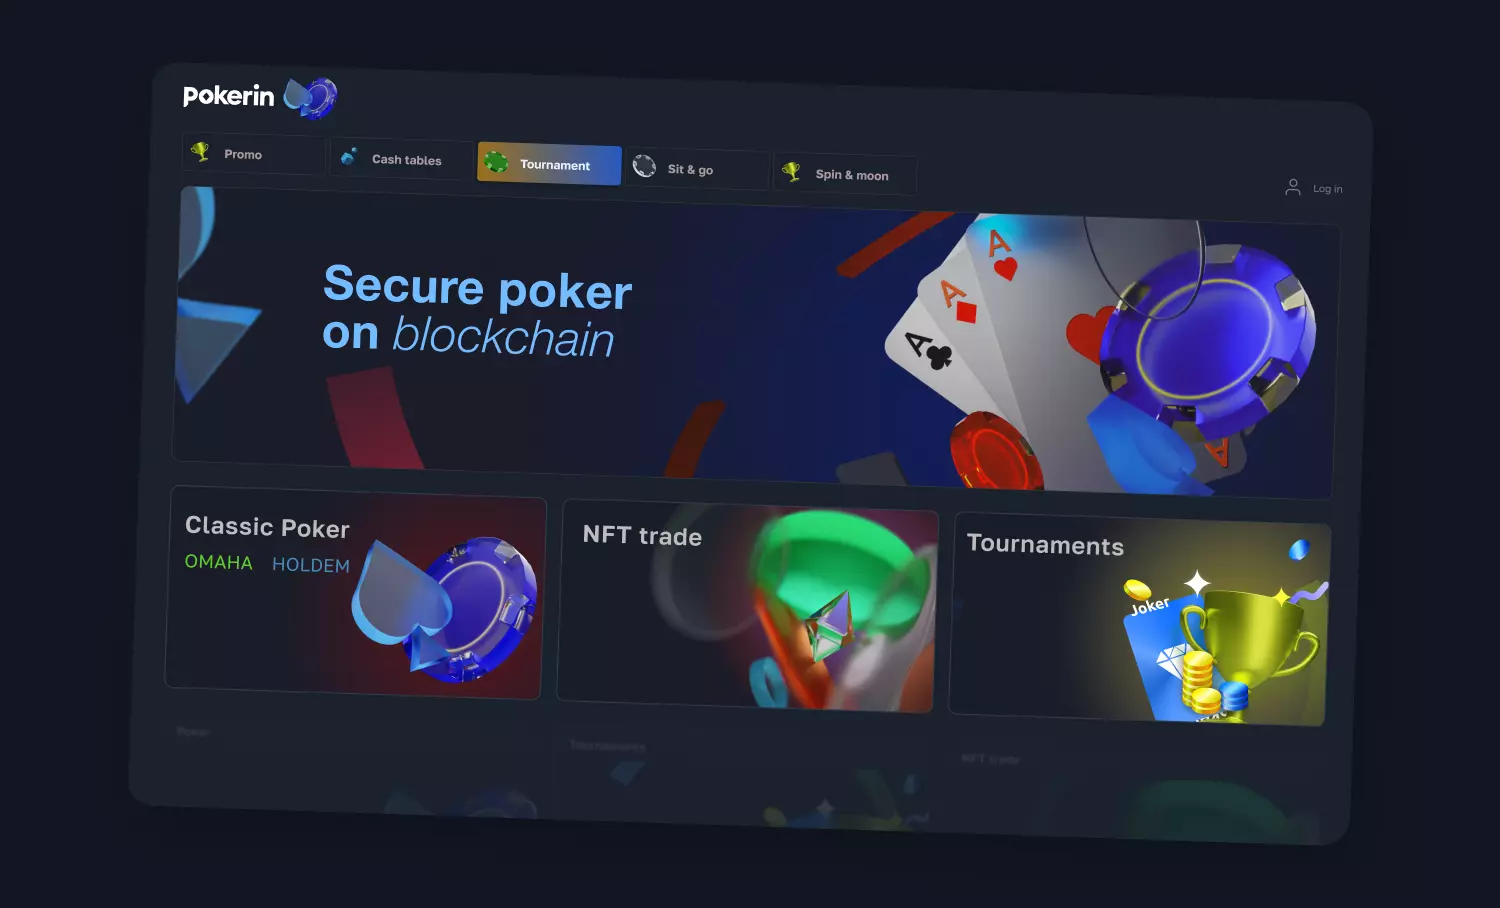 Pokerin
Promo
Cash tables
Tournament
Sit & go
Spin & moon
Log in
Secure poker
on blockchain
A
A
A
A
Classic Poker
OMAHA HOLDEM
NFT trade
Tournaments
Joker
Poker
Tournaments
NFT trade